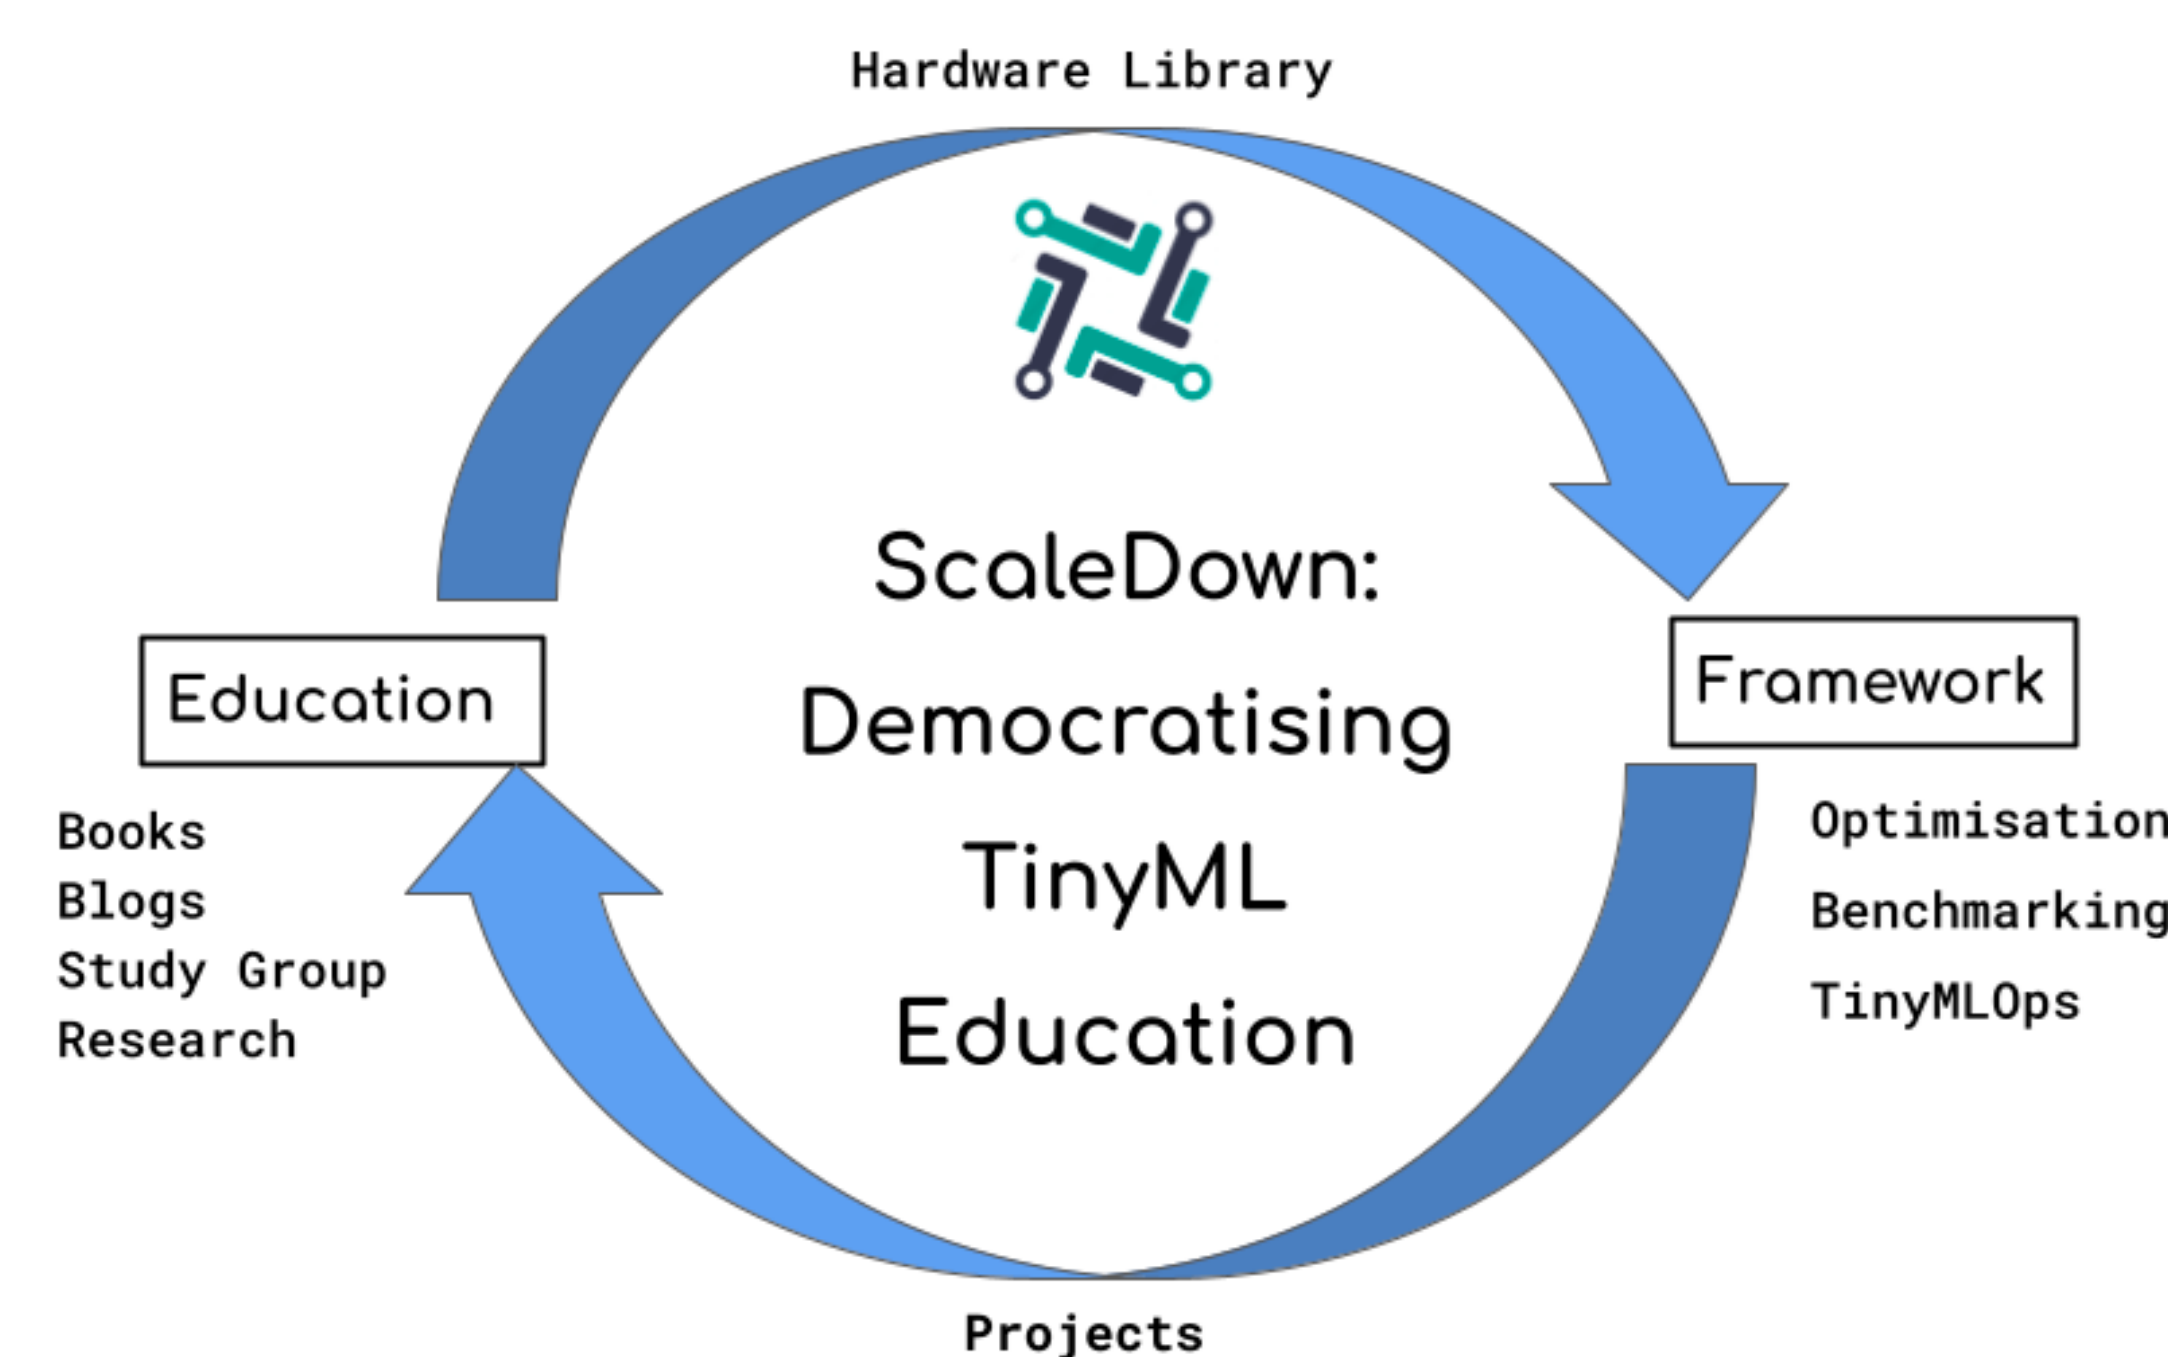 Hardware Library
ScaleDown:
Democratising
TinyML
Education
Education
Books
Blogs
Study Group
Research
Framework
Optimisation
Benchmarking
TinyMLOps
Projects